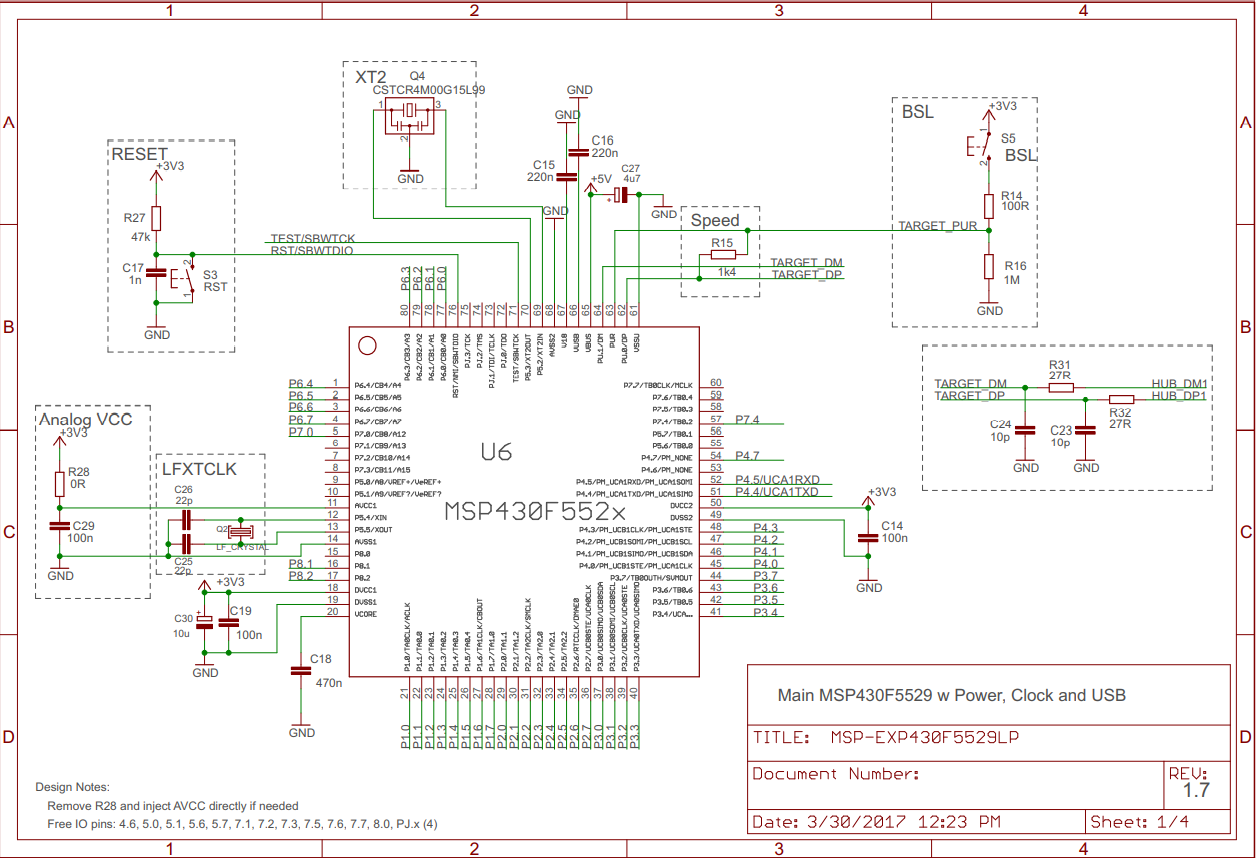 1 2 3 4
A
B
C
D
A
B
C
D
XT2
Q4
CSTCR4M00G15L99
1
3
2
GND
RESET
+3V3
R27
47k
C17
1n
2
1
S3
RST
GND
TEST/SBWTCK
RST/SBWTDIO
GND
GND
C16
220n
C15
220n
+5V
C27
4u7
+
GND
GND
Speed
R15
1k4
TARGET_DM
TARGET_DP
TARGET_PUR
BSL
+3V3
1
2
S5
BSL
R14
100R
R16
1M
GND
R31
27R
TARGET_DM
TARGET_DP
HUB_DM1
HUB_DP1
R32
27R
C24
10p
C23
10p
GND
GND
P6.3
P6.2
P6.1
P6.0
80 79 78 77 76 75 74 73 72 71 70 69 68 67 66 65 64 63 62 61
P6.3/CB3/A3
P6.2/CB2/A2
P6.1/CB1/A1
P6.0/CB0/A0
RST/NMI/SBWTDIO
PJ.3/TCK
PJ.2/TMS
PJ.1/TDI/TCLK
PJ.0/TDO
TEST/SBWTCK
P5.3/XT2OUT
P5.2/XT2IN
AVSS2
V18
VUSB
VBUS
PU.1/DM
PUR
PU.0/DP
VSSU
P6.4 1 P6.4/CB4/A4
P6.5 2 P6.5/CB5/A5
P6.6 3 P6.6/CB6/A6
P6.7 4 P6.7/CB7/A7
P7.0 5 P7.0/CB8/A12
6 P7.1/CB9/A13
7 P7.2/CB10/A14
8 P7.3/CB11/A15
9 P5.0/A8/VREF+/VeREF+
10 P5.1/A9/VREF?/VeREF?
11 AVCC1
12 P5.4/XIN
13 P5.5/XOUT
14 AVSS1
15 P8.0
P8.1 16 P8.1
P8.2 17 P8.2
18 DVCC1
19 DVSS1
20 VCORE
U6
MSP430F552x
P7.7/TB0CLK/MCLK 60
P7.6/TB0.4 59
P7.5/TB0.3 58
P7.4/TB0.2 57 P7.4
P5.7/TB0.1 56
P5.6/TB0.0 55
P4.7/PM_NONE 54 P4.7
P4.6/PM_NONE 53
P4.5/PM_UCA1RXD/PM_UCA1SOMI 52 P4.5/UCA1RXD
P4.4/PM_UCA1TXD/PM_UCA1SIMO 51 P4.4/UCA1TXD
DVCC2 50
DVSS2 49
P4.3/PM_UCB1CLK/PM_UCA1STE 48 P4.3
P4.2/PM_UCB1SOMI/PM_UCB1SCL 47 P4.2
P4.1/PM_UCB1SIMO/PM_UCB1SDA 46 P4.1
P4.0/PM_UCB1STE/PM_UCA1CLK 45 P4.0
P3.7/TB0OUTH/SVMOUT 44 P3.7
P3.6/TB0.6 43 P3.6
P3.5/TB0.5 42 P3.5
P3.4/UCA... 41 P3.4
+3V3
C14
100n
GND
Analog VCC
+3V3
R28
0R
C29
100n
GND
LFXTCLK
C26
22p
Q2
LF_CRYSTAL
C25
22p
+3V3
+
C30
10u
C19
100n
GND
C18
470n
GND
P1.0/TA0CLK/ACLK
P1.1/TA0.0
P1.2/TA0.1
P1.3/TA0.2
P1.4/TA0.3
P1.5/TA0.4
P1.6/TA1CLK/CBOUT
P1.7/TA1.0
P2.0/TA1.1
P2.1/TA1.2
P2.2/TA2CLK/SMCLK
P2.3/TA2.0
P2.4/TA2.1
P2.5/TA2.2
P2.6/RTCCLK/DMAE0
P2.7/UCB0STE/UCA0CLK
P3.0/UCB0SIMO/UCB0SDA
P3.1/UCB0SOMI/UCB0SCL
P3.2/UCB0CLK/UCA0STE
P3.3/UCA0TXD/UCA0SIMO
21 22 23 24 25 26 27 28 29 30 31 32 33 34 35 36 37 38 39 40
P1.0 P1.1 P1.2 P1.3 P1.4 P1.5 P1.6 P1.7 P2.0 P2.1 P2.2 P2.3 P2.4 P2.5 P2.6 P2.7 P3.0 P3.1 P3.2 P3.3
Design Notes:
Remove R28 and inject AVCC directly if needed
Free IO pins: 4.6, 5.0, 5.1, 5.6, 5.7, 7.1, 7.2, 7.3, 7.5, 7.6, 7.7, 8.0, PJ.x (4)
Main MSP430F5529 w Power, Clock and USB
TITLE: MSP-EXP430F5529LP
Document Number:
REV:
1.7
Date: 3/30/2017 12:23 PM
Sheet: 1/4
1 2 3 4